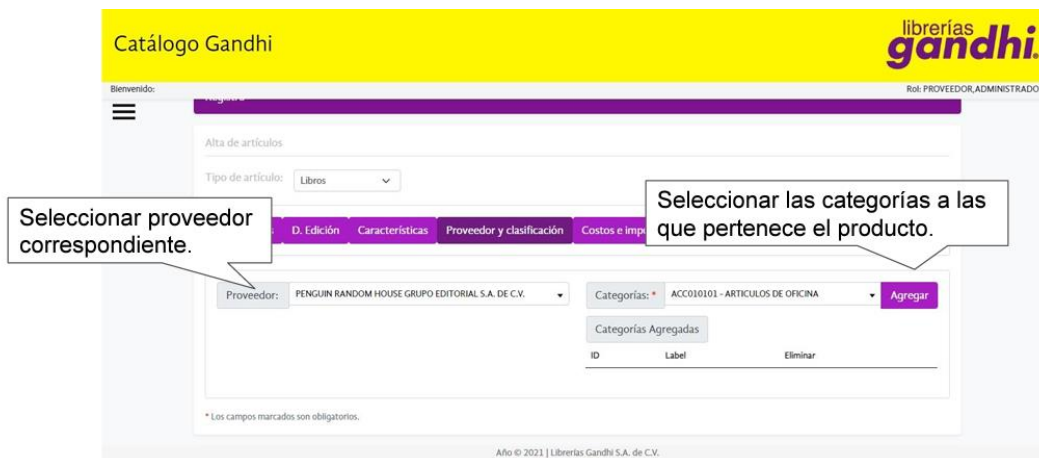 Catálogo Gandhi
librerías
gandhi.
Bienvenido:
Rol: PROVEEDOR,ADMINISTRADO
Registro
Alta de artículos
Tipo de artículo:
Libros
Seleccionar proveedor
correspondiente.
Seleccionar las categorías a las
que pertenece el producto.
D. Edición
Características
Proveedor y clasificación
Costos e impu
Proveedor:
PENGUIN RANDOM HOUSE GRUPO EDITORIAL S.A. DE C.V.
Categorías: *
ACC010101 - ARTICULOS DE OFICINA
Agregar
Categorías Agregadas
ID Label Eliminar
* Los campos marcados son obligatorios.
Año © 2021 | Librerías Gandhi S.A. de C.V.